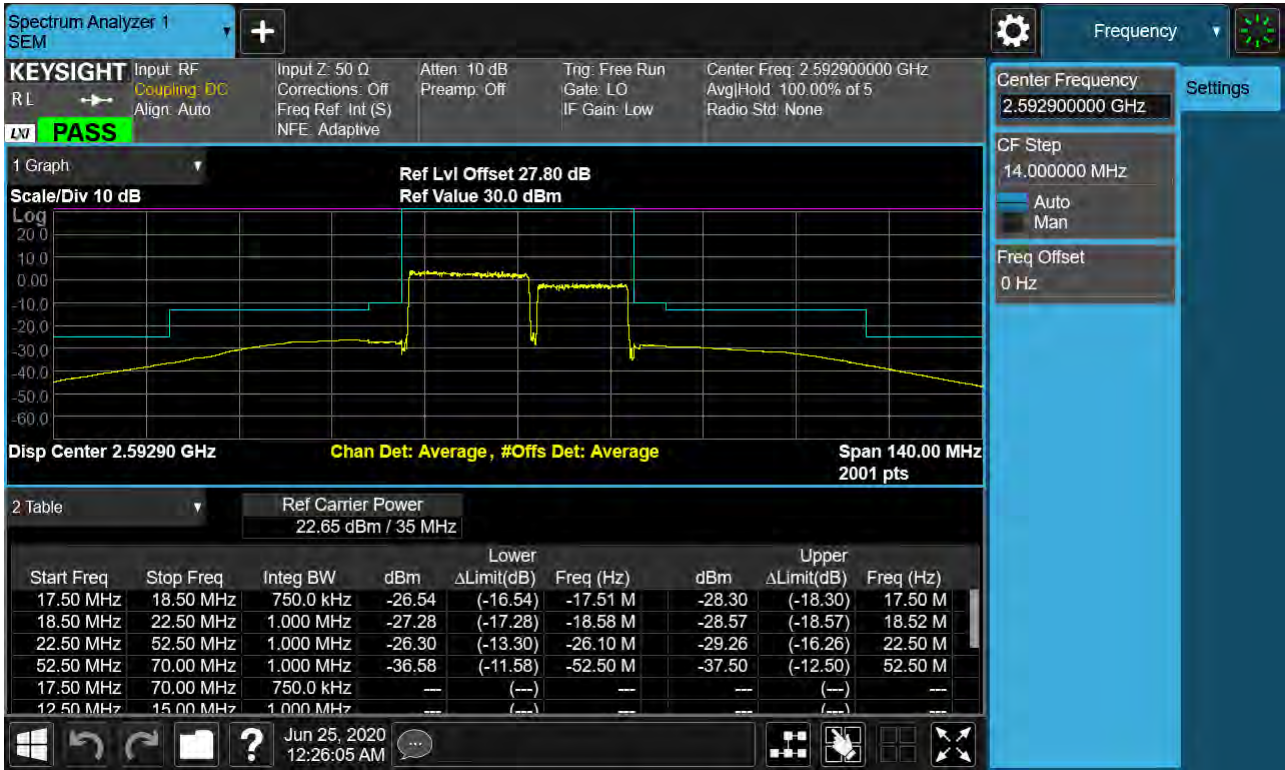 Spectrum Analyzer 1
SEM
Frequency
KEYSIGHT
RL
LXI PASS
Input: RF
Coupling: DC
Align: Auto
Input Z: 50 Ω
Corrections: Off
Freq Ref: Int (S)
NFE: Adaptive
Atten: 10 dB
Preamp: Off
Trig: Free Run
Gate: LO
IF Gain: Low
Center Freq: 2.592900000 GHz
Avg|Hold: 100.00% of 5
Radio Std: None
Center Frequency
2.592900000 GHz
Settings
CF Step
14.000000 MHz
Auto
Man
Freq Offset
0 Hz
1 Graph
Scale/Div 10 dB
Ref Lvl Offset 27.80 dB
Ref Value 30.0 dBm
Log
20.0
10.0
0.00
-10.0
-20.0
-30.0
-40.0
-50.0
-60.0
Disp Center 2.59290 GHz Chan Det: Average, #Offs Det: Average Span 140.00 MHz
2001 pts
2 Table
Ref Carrier Power
22.65 dBm / 35 MHz
Lower Upper
Start Freq Stop Freq Integ BW dBm ΔLimit(dB) Freq (Hz) dBm ΔLimit(dB) Freq (Hz)
17.50 MHz 18.50 MHz 750.0 kHz -26.54 (-16.54) -17.51 M -28.30 (-18.30) 17.50 M
18.50 MHz 22.50 MHz 1.000 MHz -27.28 (-17.28) -18.58 M -28.57 (-18.57) 18.52 M
22.50 MHz 52.50 MHz 1.000 MHz -26.30 (-13.30) -26.10 M -29.26 (-16.26) 22.50 M
52.50 MHz 70.00 MHz 1.000 MHz -36.58 (-11.58) -52.50 M -37.50 (-12.50) 52.50 M
17.50 MHz 70.00 MHz 750.0 kHz --- (---) --- --- (---) ---
12.50 MHz 15.00 MHz 1.000 MHz --- (---) --- --- (---) ---
? Jun 25, 2020
12:26:05 AM